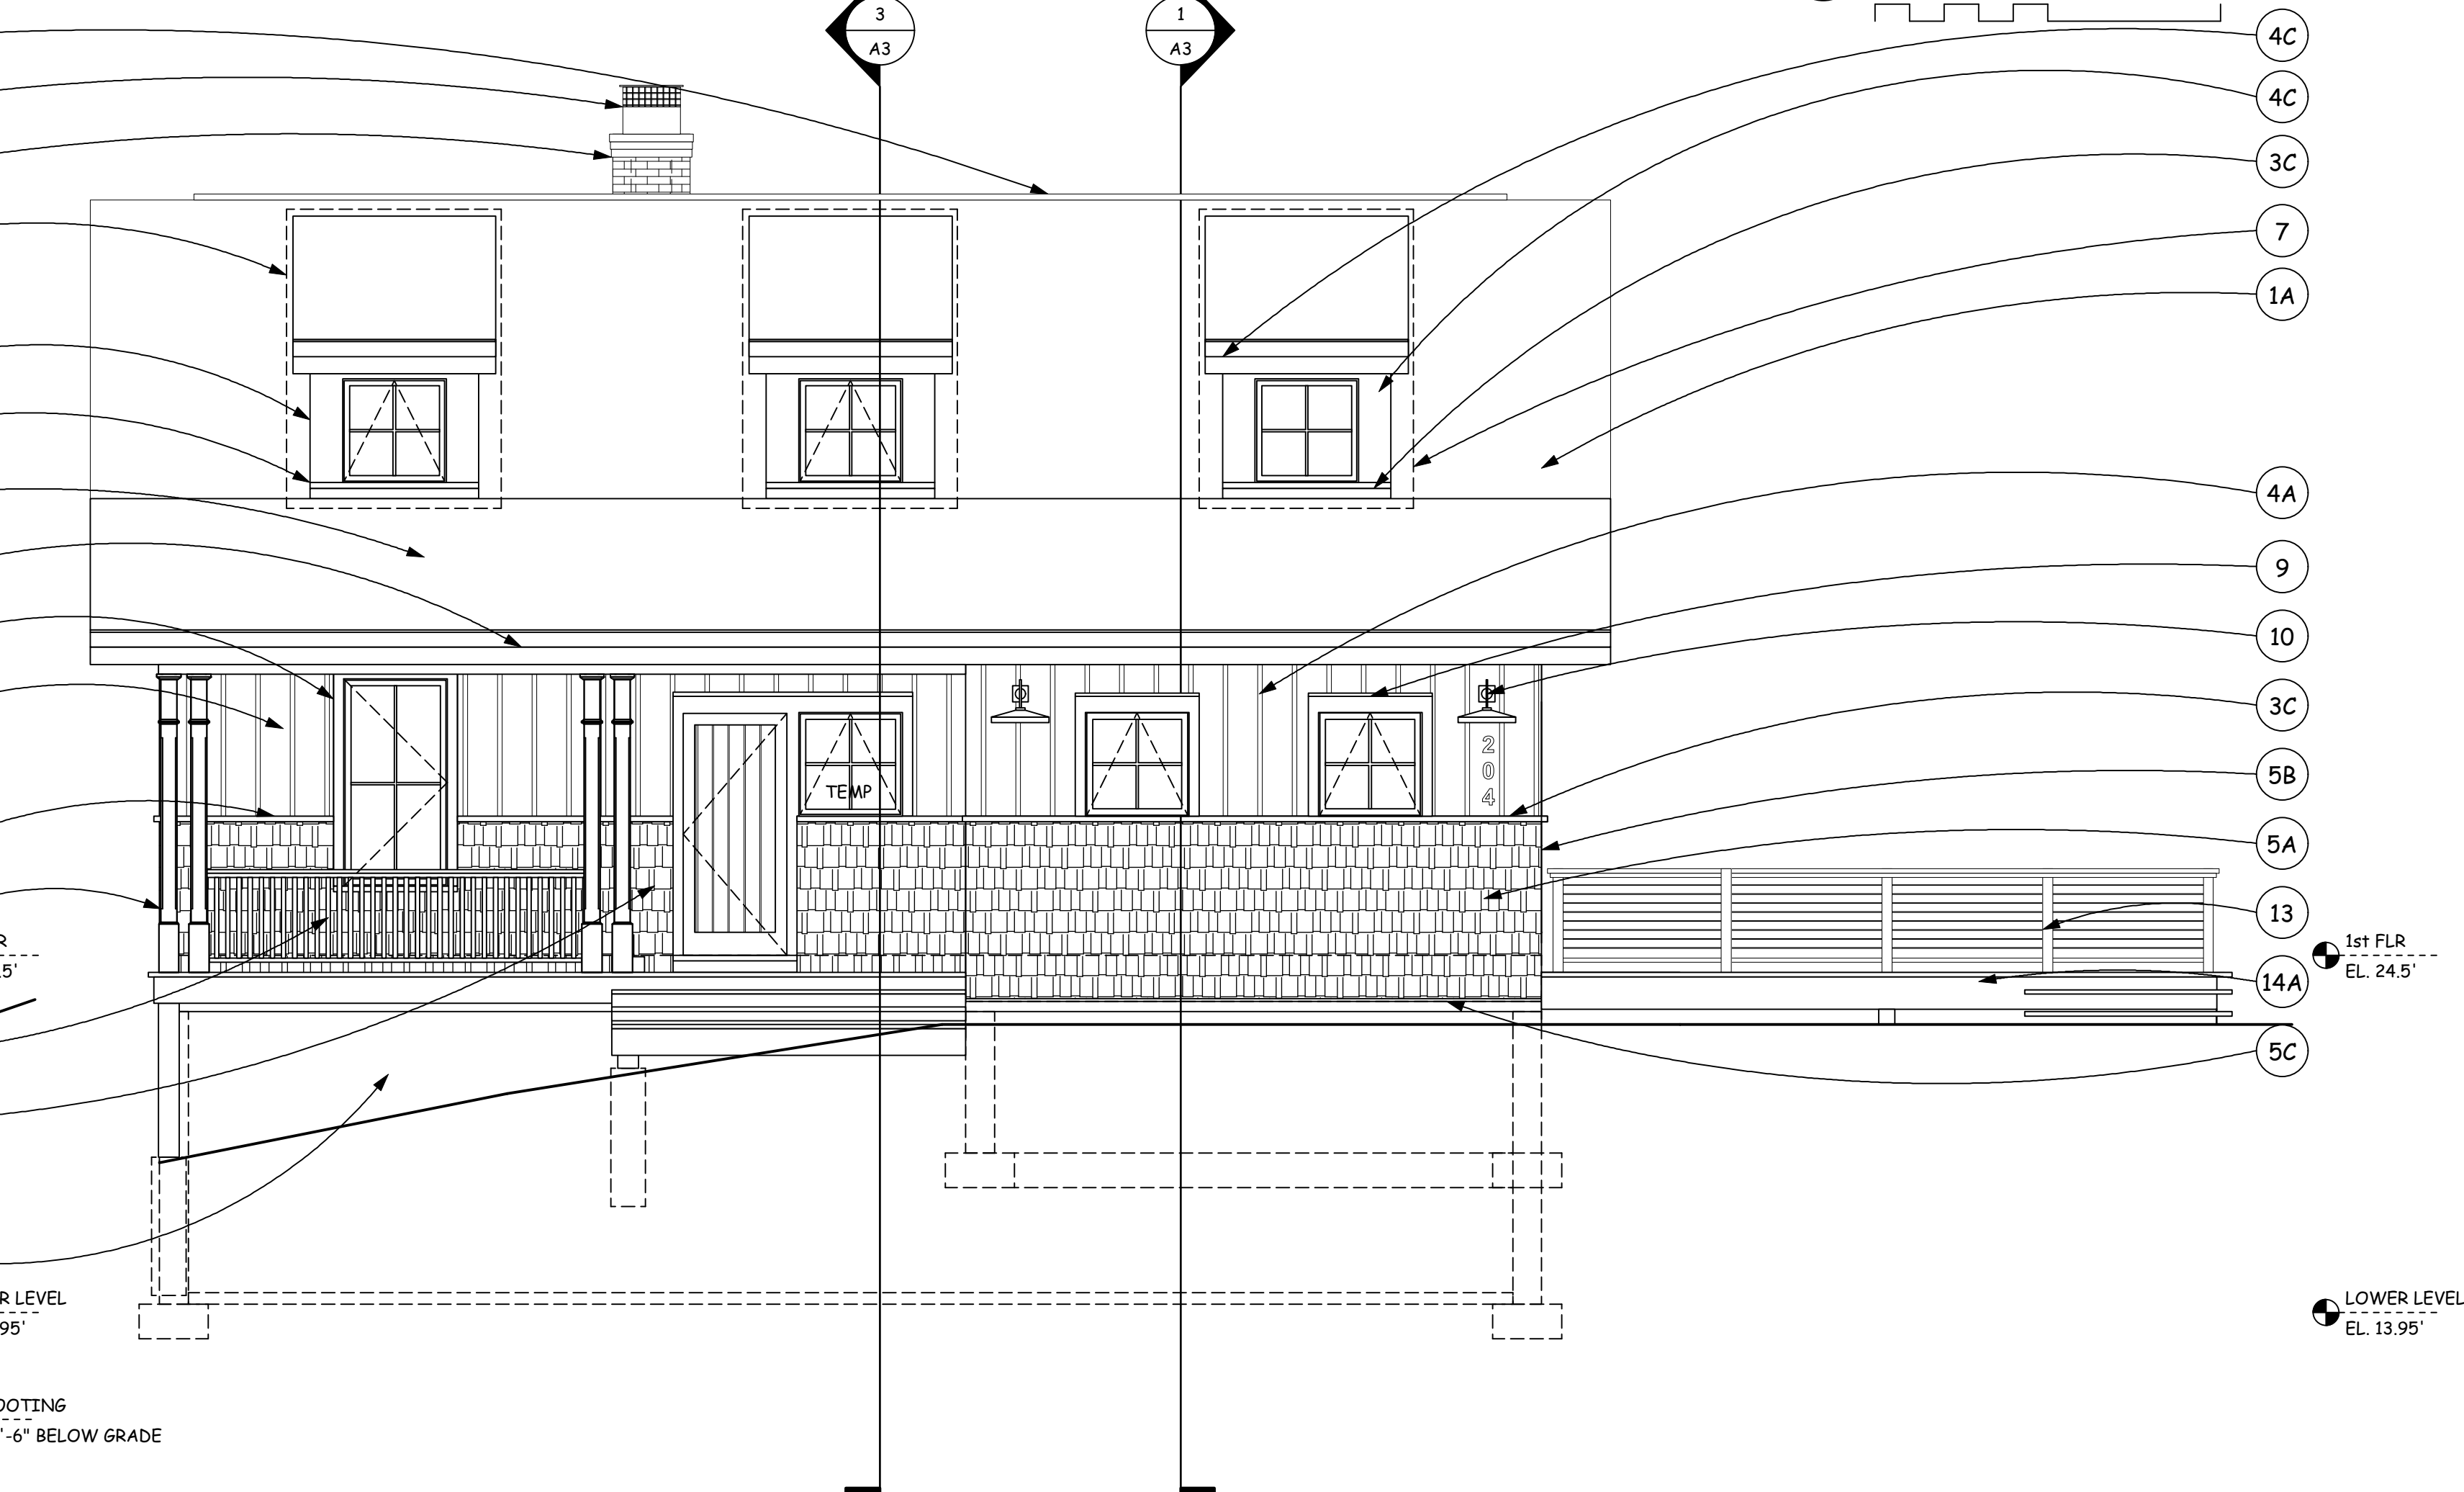 3
A3
1
A3
4C
4C
3C
7
1A
4A
9
10
3C
5B
5A
13
14A
5C
TEMP
2
0
4
R
.5'
1st FLR
EL. 24.5'
R LEVEL
95'
LOWER LEVEL
EL. 13.95'
OOTING
'-6" BELOW GRADE